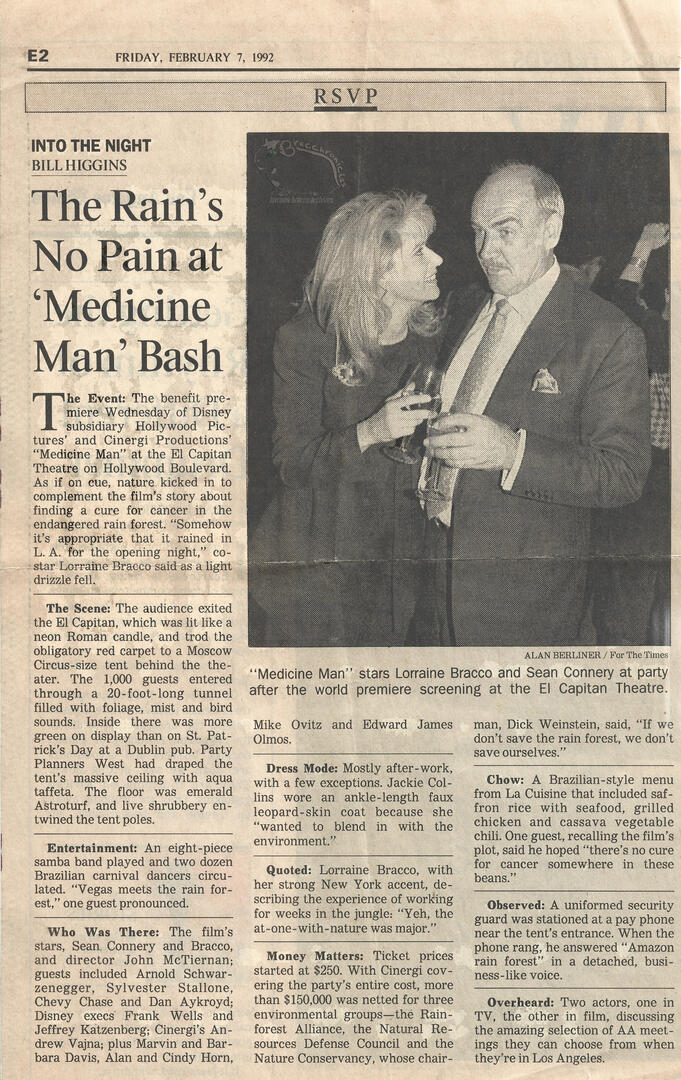 E2
FRIDAY, FEBRUARY 7, 1992
RSVP
INTO THE NIGHT
BILL HIGGINS
The Rain's
No Pain at
'Medicine
Man' Bash
The Event: The benefit pre-
miere Wednesday of Disney
subsidiary Hollywood Pic-
tures' and Cinergi Productions'
"Medicine Man" at the El Capitan
Theatre on Hollywood Boulevard.
As if on cue, nature kicked in to
complement the film's story about
finding a cure for cancer in the
endangered rain forest. "Somehow
it's appropriate that it rained in
L. A. for the opening night," co-
star Lorraine Bracco said as a light
drizzle fell.
The Scene: The audience exited
the El Capitan, which was lit like a
neon Roman candle, and trod the
obligatory red carpet to a Moscow
Circus-size tent behind the the-
ater. The 1,000 guests entered
through a 20-foot-long tunnel
filled with foliage, mist and bird
sounds. Inside there was more
green on display than on St. Pat-
rick's Day at a Dublin pub. Party
Planners West had draped the
tent's massive ceiling with aqua
taffeta. The floor was emerald
Astroturf, and live shrubbery en-
twined the tent poles.
Entertainment: An eight-piece
samba band played and two dozen
Brazilian carnival dancers circu-
lated. "Vegas meets the rain for-
est," one guest pronounced.
Who Was There: The film's
stars, Sean Connery and Bracco,
and director John McTiernan;
guests included Arnold Schwar-
zenegger, Sylvester Stallone,
Chevy Chase and Dan Aykroyd;
Disney execs Frank Wells and
Jeffrey Katzenberg; Cinergi's An-
drew Vajna; plus Marvin and Bar-
bara Davis, Alan and Cindy Horn,
Bracchronicles
ALAN BERLINER / For The Times
"Medicine Man" stars Lorraine Bracco and Sean Connery at party
after the world premiere screening at the El Capitan Theatre.
Mike Ovitz and Edward James
Olmos.
Dress Mode: Mostly after-work,
with a few exceptions. Jackie Col-
lins wore an ankle-length faux
leopard-skin coat because she
"wanted to blend in with the
environment."
Quoted: Lorraine Bracco, with
her strong New York accent, de-
scribing the experience of working
for weeks in the jungle: "Yeh, the
at-one-with-nature was major."
Money Matters: Ticket prices
started at $250. With Cinergi cov-
ering the party's entire cost, more
than $150,000 was netted for three
environmental groups—the Rain-
forest Alliance, the Natural Re-
sources Defense Council and the
Nature Conservancy, whose chair-
man, Dick Weinstein, said, "If we
don't save the rain forest, we don't
save ourselves."
Chow: A Brazilian-style menu
from La Cuisine that included saf-
fron rice with seafood, grilled
chicken and cassava vegetable
chili. One guest, recalling the film's
plot, said he hoped "there's no cure
for cancer somewhere in these
beans."
Observed: A uniformed security
guard was stationed at a pay phone
near the tent's entrance. When the
phone rang, he answered "Amazon
rain forest" in a detached, busi-
ness-like voice.
Overheard: Two actors, one in
TV, the other in film, discussing
the amazing selection of AA meet-
ings they can choose from when
they're in Los Angeles.